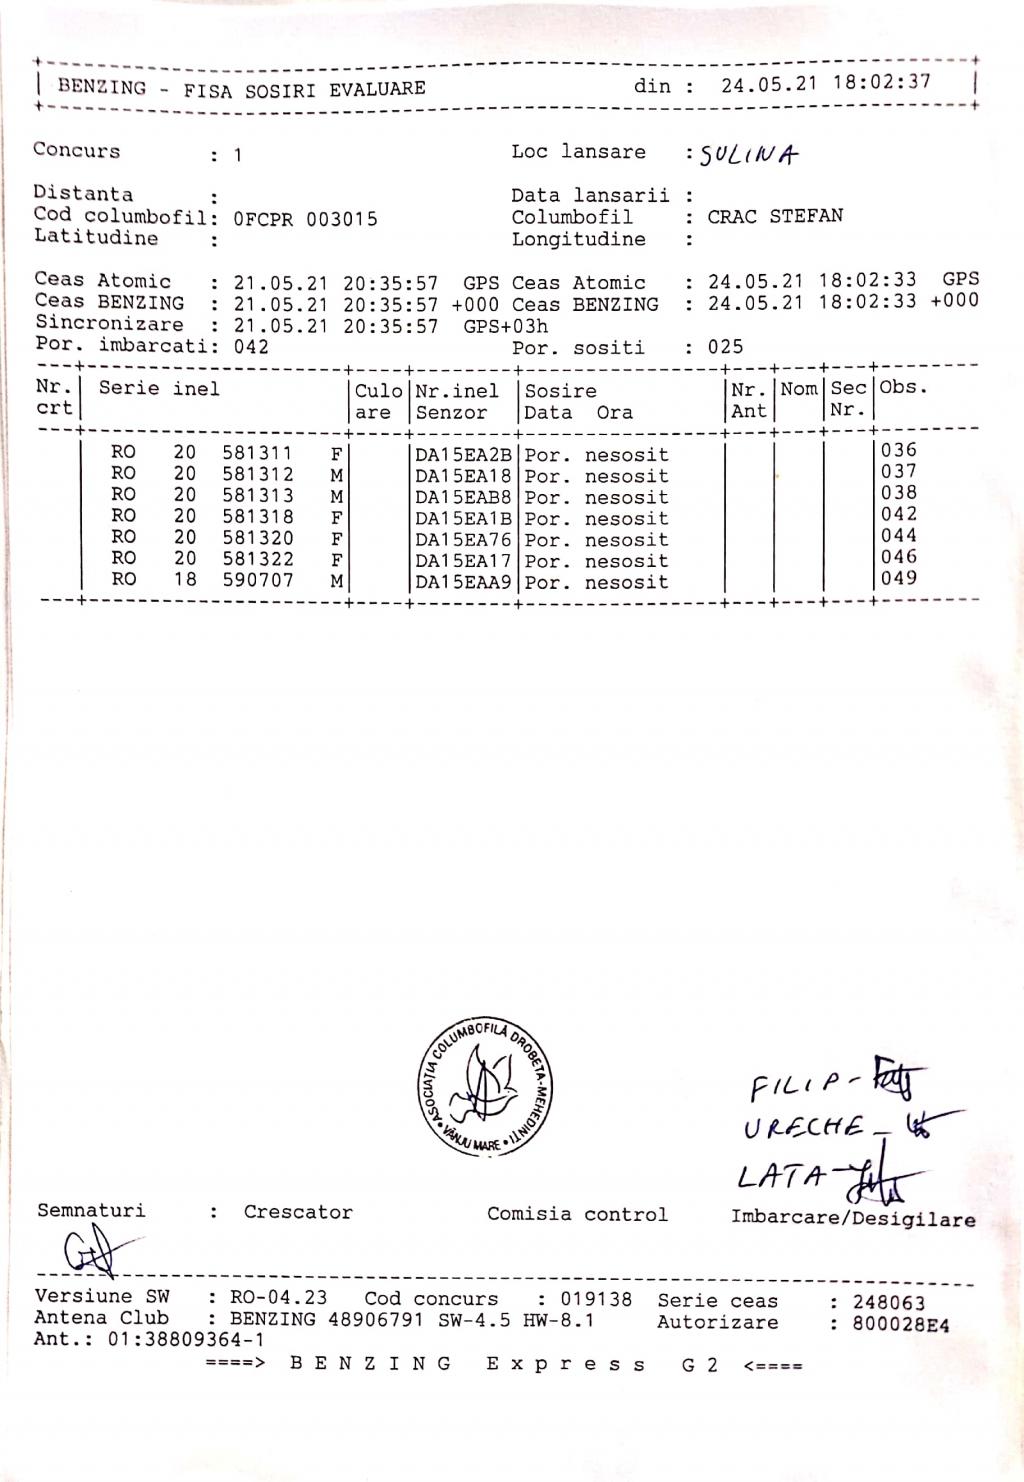 BENZING - FISA SOSIRI EVALUARE din : 24.05.21 18:02:37
Concurs : 1 Loc lansare : SULINA
Distanta : Data lansarii :
Cod columbofil: 0FCPR 003015 Columbofil : CRAC STEFAN
Latitudine : Longitudine :
Ceas Atomic : 21.05.21 20:35:57 GPS Ceas Atomic : 24.05.21 18:02:33 GPS
Ceas BENZING : 21.05.21 20:35:57 +000 Ceas BENZING : 24.05.21 18:02:33 +000
Sincronizare : 21.05.21 20:35:57 GPS+03h
Por. imbarcati: 042 Por. sositi : 025
Nr. Serie inel Culo Nr.inel Sosire Nr. Nom Sec Obs.
crt are Senzor Data Ora Ant Nr.
RO 20 581311 F DA15EA2B Por. nesosit 036
RO 20 581312 M DA15EA18 Por. nesosit 037
RO 20 581313 M DA15EAB8 Por. nesosit 038
RO 20 581318 F DA15EA1B Por. nesosit 042
RO 20 581320 F DA15EA76 Por. nesosit 044
RO 20 581322 F DA15EA17 Por. nesosit 046
RO 18 590707 M DA15EAA9 Por. nesosit 049
ASOCIAȚIA COLUMBOFILĂ DROBETA-MEHEDINȚI
VÂNJU MARE
FILIP -
URECHE -
LATA -
Semnaturi : Crescator Comisia control Imbarcare/Desigilare
Versiune SW : RO-04.23 Cod concurs : 019138 Serie ceas : 248063
Antena Club : BENZING 48906791 SW-4.5 HW-8.1 Autorizare : 800028E4
Ant.: 01:38809364-1
====> B E N Z I N G E x p r e s s G 2 <====